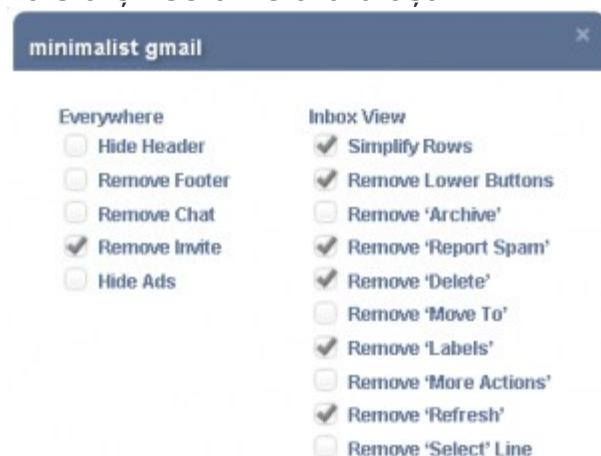 minimalist gmail
×
Everywhere
Hide Header
Remove Footer
Remove Chat
Remove Invite
Hide Ads
Inbox View
Simplify Rows
Remove Lower Buttons
Remove ‘Archive’
Remove ‘Report Spam’
Remove ‘Delete’
Remove ‘Move To’
Remove ‘Labels’
Remove ‘More Actions’
Remove ‘Refresh’
Remove ‘Select’ Line